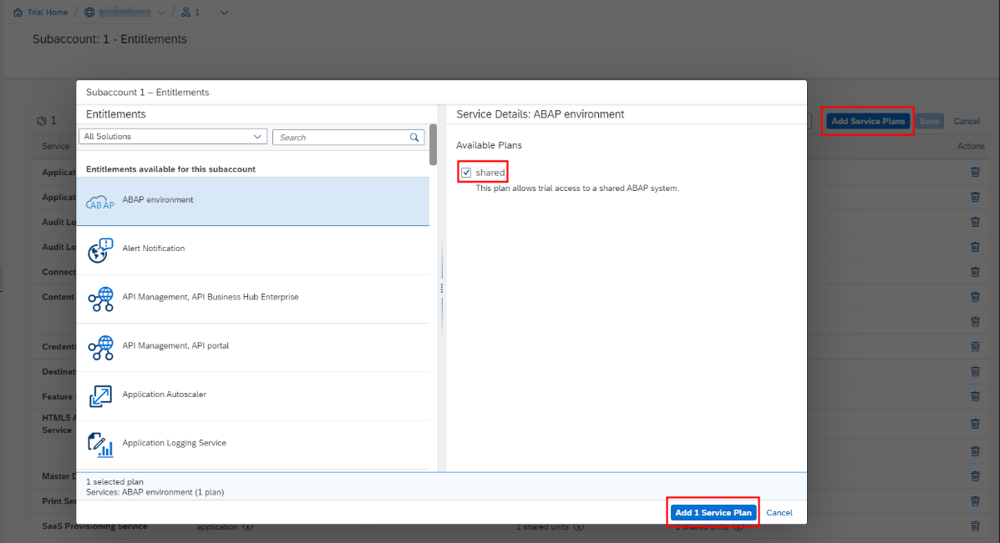 Trial Home / / 1
Subaccount: 1 - Entitlements
Subaccount 1 – Entitlements
Entitlements
All Solutions
Search
Entitlements available for this subaccount
ABAP
ABAP environment
Alert Notification
API Management, API Business Hub Enterprise
API Management, API portal
Application Autoscaler
Application Logging Service
1 selected plan
Services: ABAP environment (1 plan)
Service Details: ABAP environment
Available Plans
shared
This plan allows trial access to a shared ABAP system.
Add 1 Service Plan
Cancel
1
Add Service Plans
Save
Cancel
Service
Actions
Applicat
Applicat
Audit Lo
Audit Lo
Connect
Content
Credenti
Destinat
Feature
HTML5 A
Service
Master D
Print Ser
SaaS Provisioning Service
application
1 shared units
1 shared units